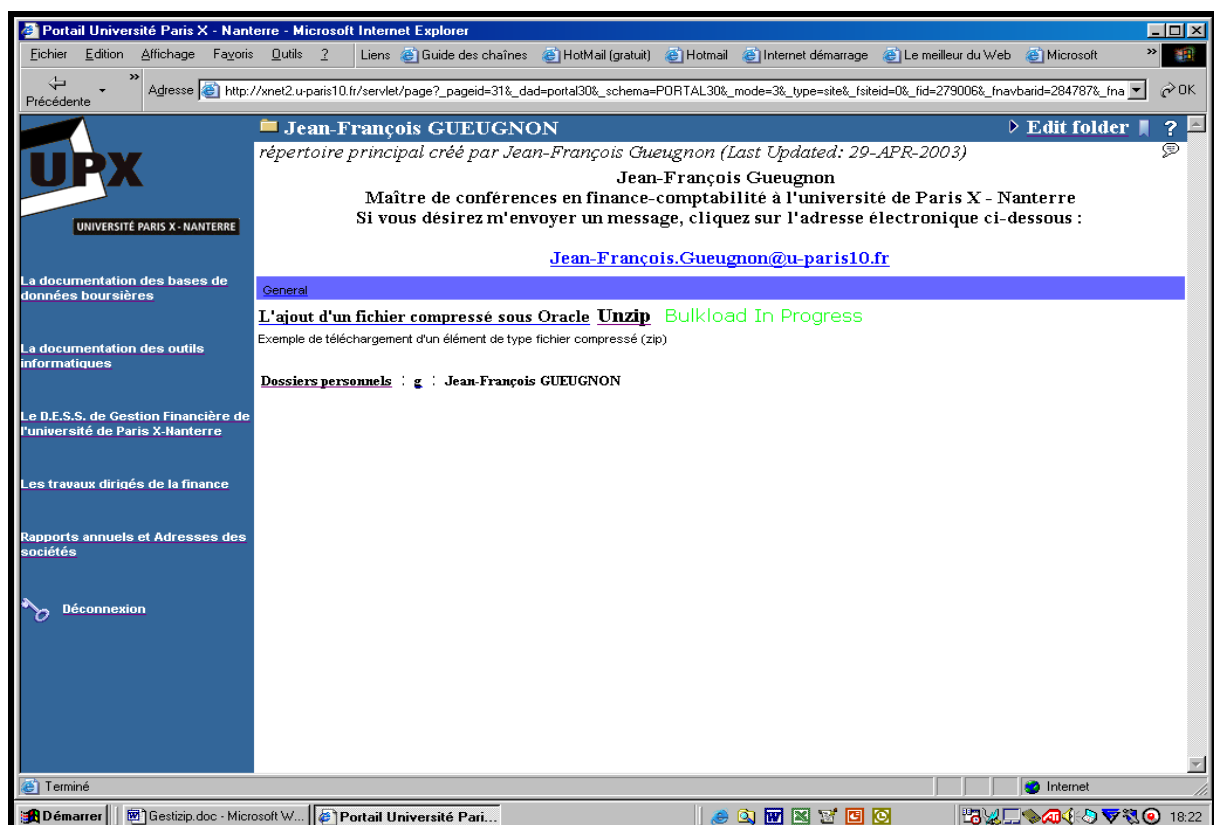 Portail Université Paris X - Nanterre - Microsoft Internet Explorer
Fichier Edition Affichage Favoris Outils ? Liens Guide des chaînes HotMail (gratuit) Hotmail Internet démarrage Le meilleur du Web Microsoft »
Précédente » Adresse http://xnet2.u-paris10.fr/servlet/page?_pageid=31&_dad=portal30&_schema=PORTAL30&_mode=3&_type=site&_fsiteid=0&_fid=279006&_fnavbarid=284787&_fna OK
UPX
UNIVERSITÉ PARIS X - NANTERRE
La documentation des bases de
données boursières
La documentation des outils
informatiques
Le D.E.S.S. de Gestion Financière de
l'université de Paris X-Nanterre
Les travaux dirigés de la finance
Rapports annuels et Adresses des
sociétés
Déconnexion
Jean-François GUEUGNON Edit folder ?
répertoire principal créé par Jean-François Gueugnon (Last Updated: 29-APR-2003)
Jean-François Gueugnon
Maître de conférences en finance-comptabilité à l'université de Paris X - Nanterre
Si vous désirez m'envoyer un message, cliquez sur l'adresse électronique ci-dessous :
Jean-François.Gueugnon@u-paris10.fr
General
L'ajout d'un fichier compressé sous Oracle Unzip Bulkload In Progress
Exemple de téléchargement d'un élément de type fichier compressé (zip)
Dossiers personnels : g : Jean-François GUEUGNON
Terminé Internet
Démarrer Gestizip.doc - Microsoft W... Portail Université Pari... 18:22